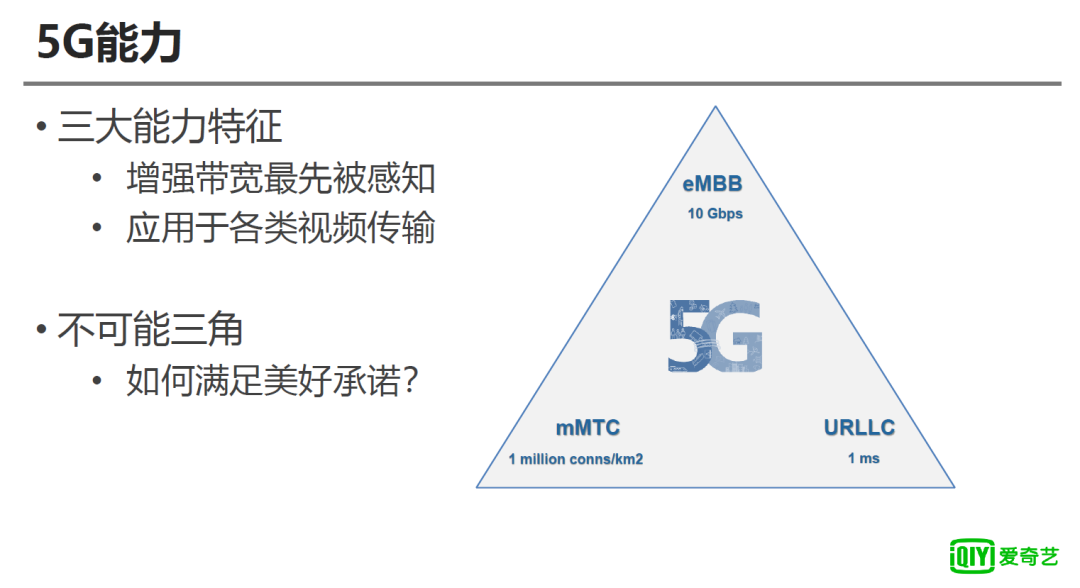 5G能力
• 三大能力特征
• 增强带宽最先被感知
• 应用于各类视频传输
• 不可能三角
• 如何满足美好承诺？
eMBB
10 Gbps
5G
mMTC
1 million conns/km2
URLLC
1 ms
iQIYI 爱奇艺